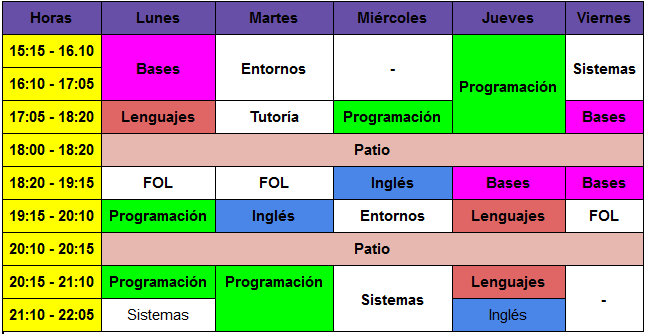 Horas Lunes Martes Miércoles Jueves Viernes
15:15 - 16.10 Bases Entornos - Programación Sistemas
16:10 - 17:05
17:05 - 18:20 Lenguajes Tutoría Programación Bases
18:00 - 18:20 Patio
18:20 - 19:15 FOL FOL Inglés Bases Bases
19:15 - 20:10 Programación Inglés Entornos Lenguajes FOL
20:10 - 20:15 Patio
20:15 - 21:10 Programación Programación Sistemas Lenguajes -
21:10 - 22:05 Sistemas Inglés